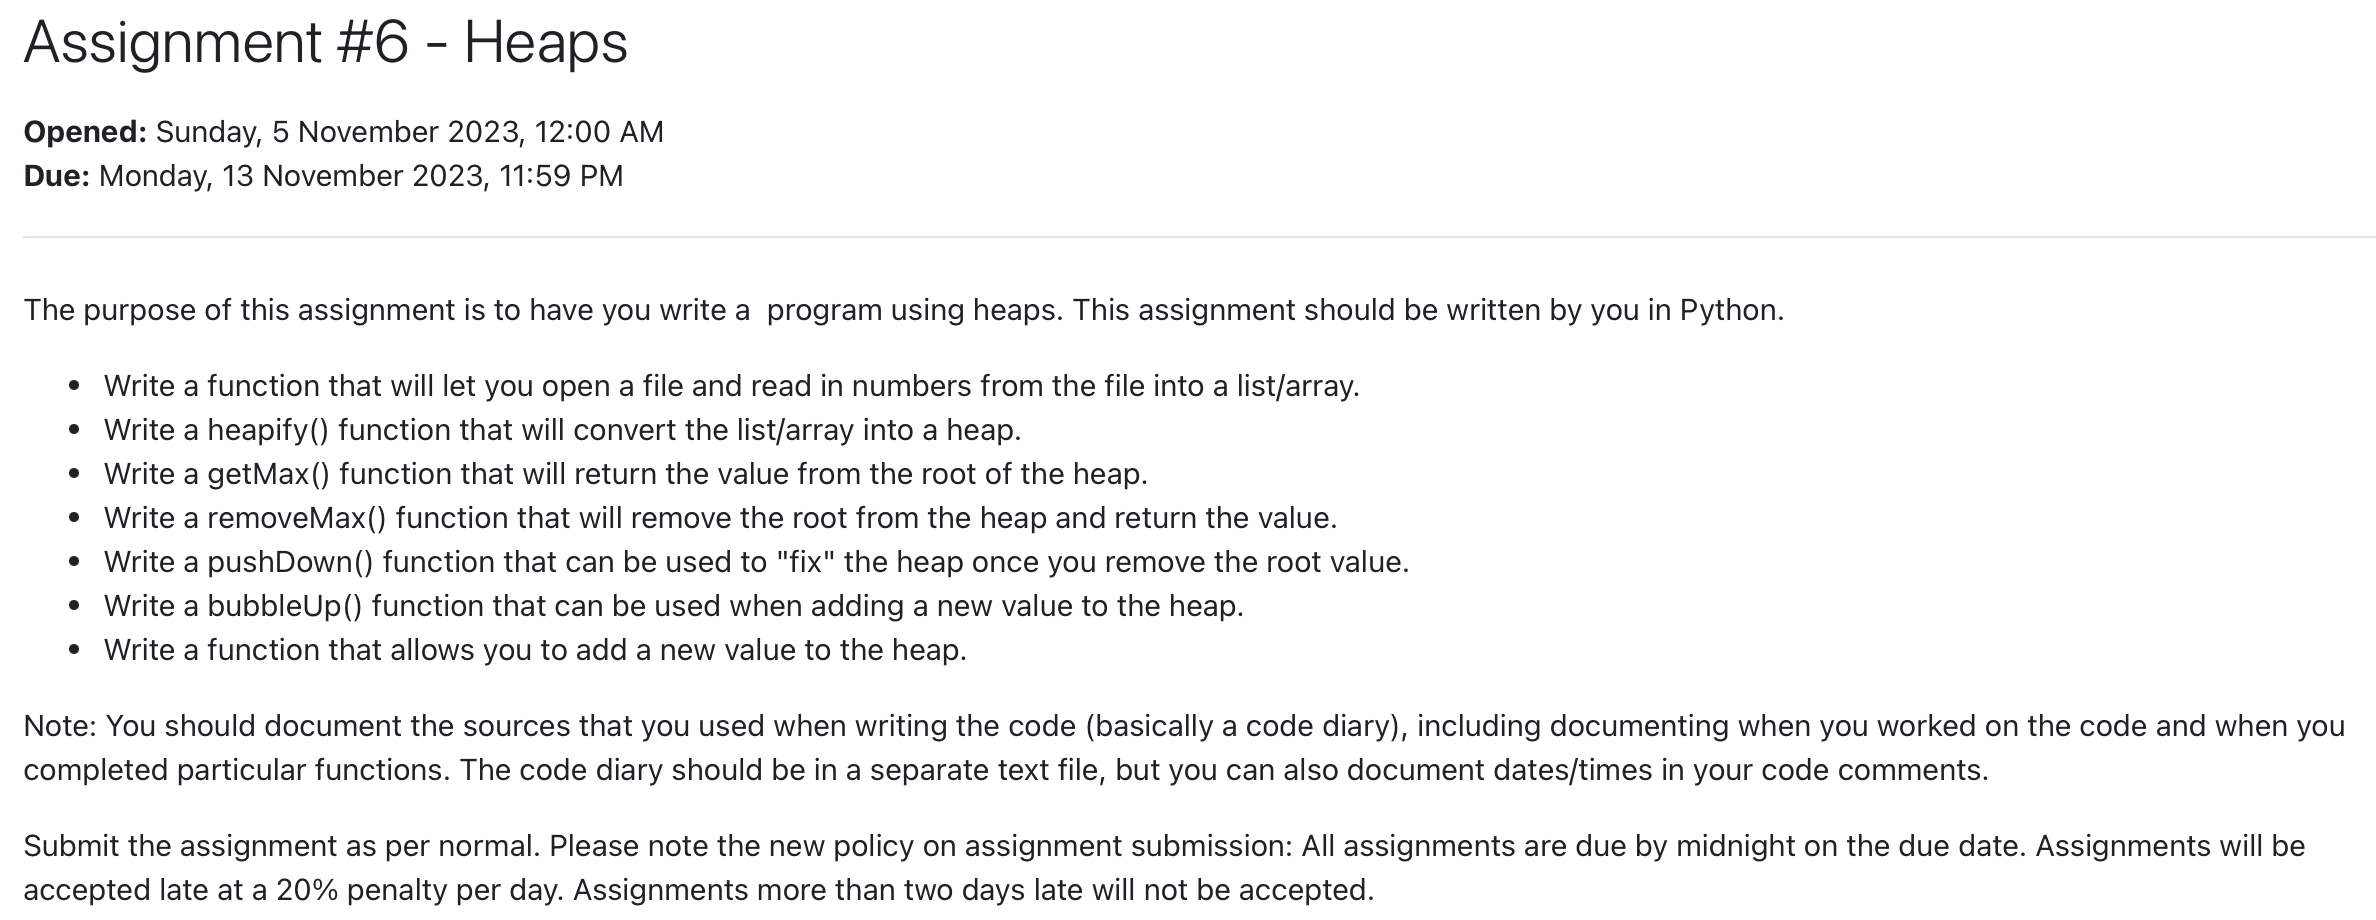 Assignment #6 - Heaps
Opened: Sunday, 5 November 2023, 12:00 AM
Due: Monday, 13 November 2023, 11:59 PM
The purpose of this assignment is to have you write a  program using heaps. This assignment should be written by you in Python.
• Write a function that will let you open a file and read in numbers from the file into a list/array.
• Write a heapify() function that will convert the list/array into a heap.
• Write a getMax() function that will return the value from the root of the heap.
• Write a removeMax() function that will remove the root from the heap and return the value.
• Write a pushDown() function that can be used to "fix" the heap once you remove the root value.
• Write a bubbleUp() function that can be used when adding a new value to the heap.
• Write a function that allows you to add a new value to the heap.
Note: You should document the sources that you used when writing the code (basically a code diary), including documenting when you worked on the code and when you
completed particular functions. The code diary should be in a separate text file, but you can also document dates/times in your code comments.
Submit the assignment as per normal. Please note the new policy on assignment submission: All assignments are due by midnight on the due date. Assignments will be
accepted late at a 20% penalty per day. Assignments more than two days late will not be accepted.